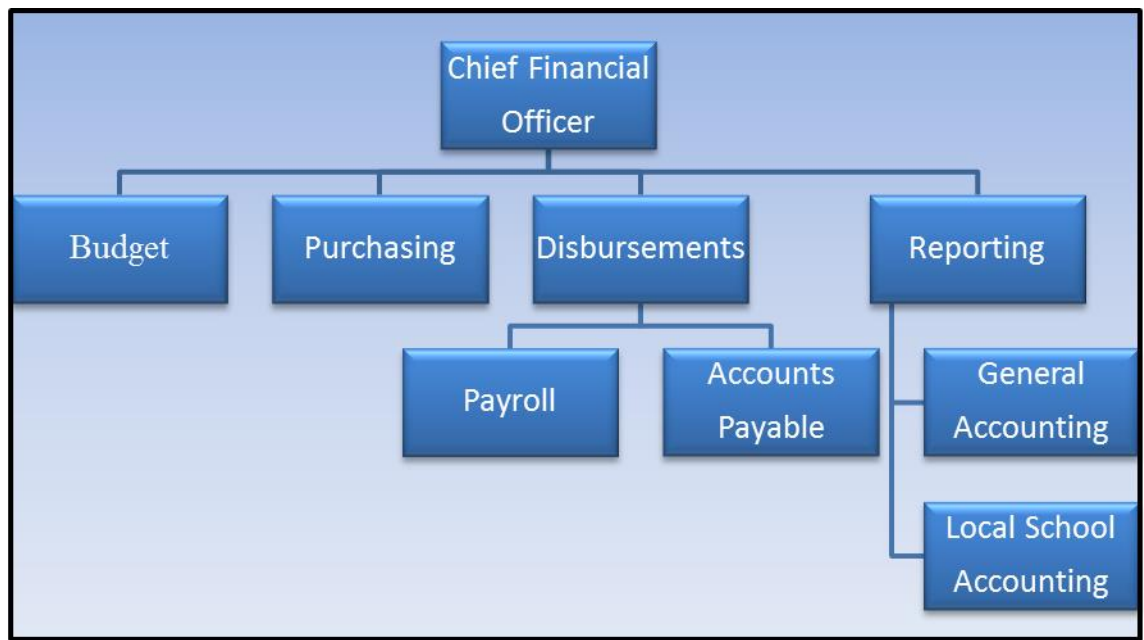 Chief Financial
Officer
Budget
Purchasing
Disbursements
Reporting
Payroll
Accounts
Payable
General
Accounting
Local School
Accounting